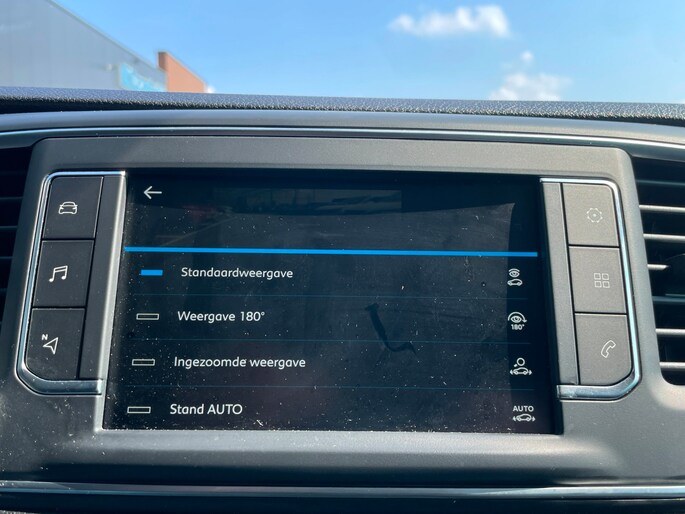 Standaardweergave
Weergave 180°
180°
Ingezoomde weergave
Stand AUTO
AUTO
N